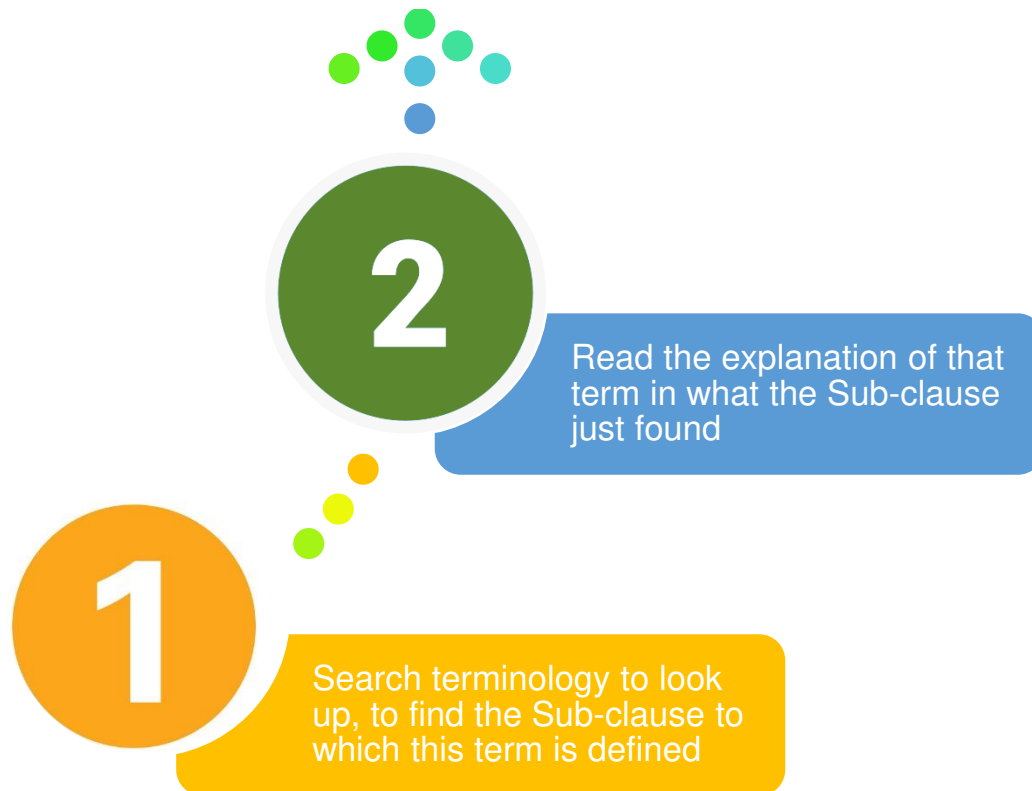 2
Read the explanation of that
term in what the Sub-clause
just found
1
Search terminology to look
up, to find the Sub-clause to
which this term is defined